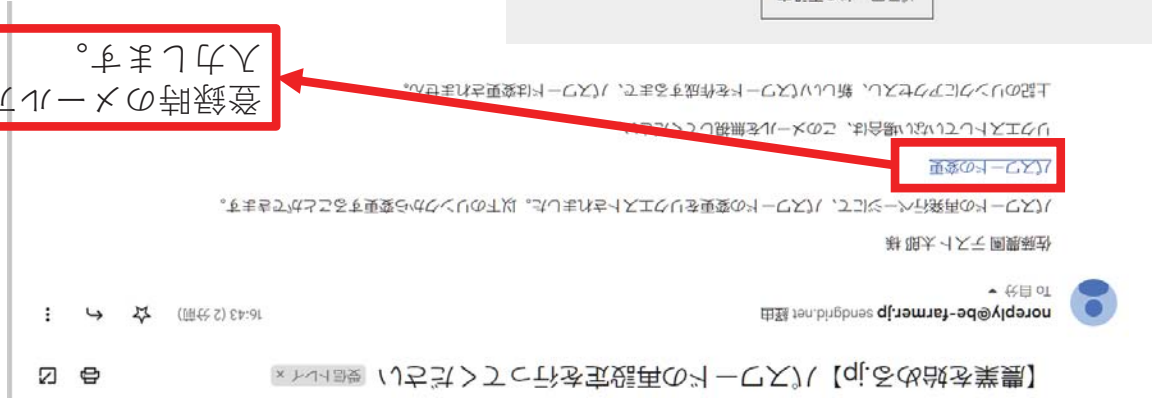 【農業を始める.jp】パスワードの再設定を行ってください 受信トレイ ×
noreply@be-farmer.jp sendgrid.net 経由
16:43 (2 分前)
To 自分
佐藤農園 テスト 太郎 様
パスワードの再発行ページにて、パスワードの変更をリクエストされました。以下のリンクから変更することができます。
パスワードの変更
リクエストしていない場合は、このメールを無視してください。
上記のリンクにアクセスし、新しいパスワードを作成するまで、パスワードは変更されません。
登録時のメールア
入力します。